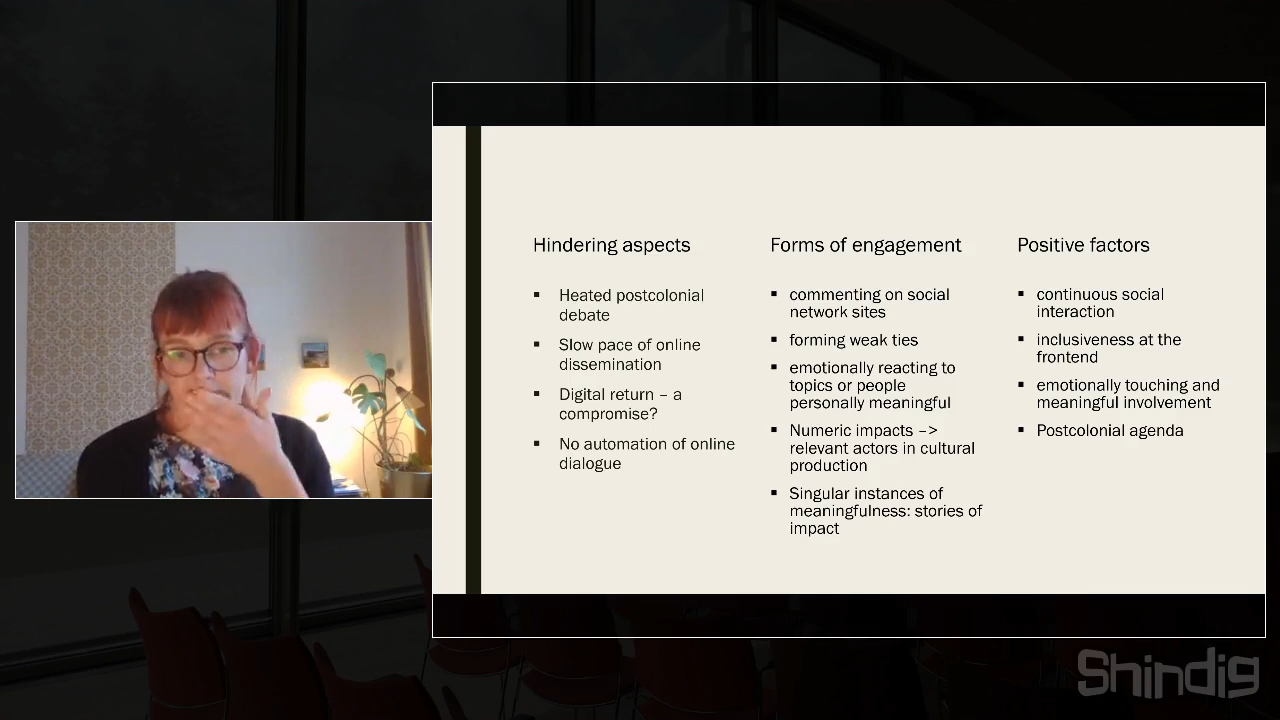 Hindering aspects
▪ Heated postcolonial
debate
▪ Slow pace of online
dissemination
▪ Digital return – a
compromise?
▪ No automation of online
dialogue
Forms of engagement
▪ commenting on social
network sites
▪ forming weak ties
▪ emotionally reacting to
topics or people
personally meaningful
▪ Numeric impacts –>
relevant actors in cultural
production
▪ Singular instances of
meaningfulness: stories of
impact
Positive factors
▪ continuous social
interaction
▪ inclusiveness at the
frontend
▪ emotionally touching and
meaningful involvement
▪ Postcolonial agenda
Shindig